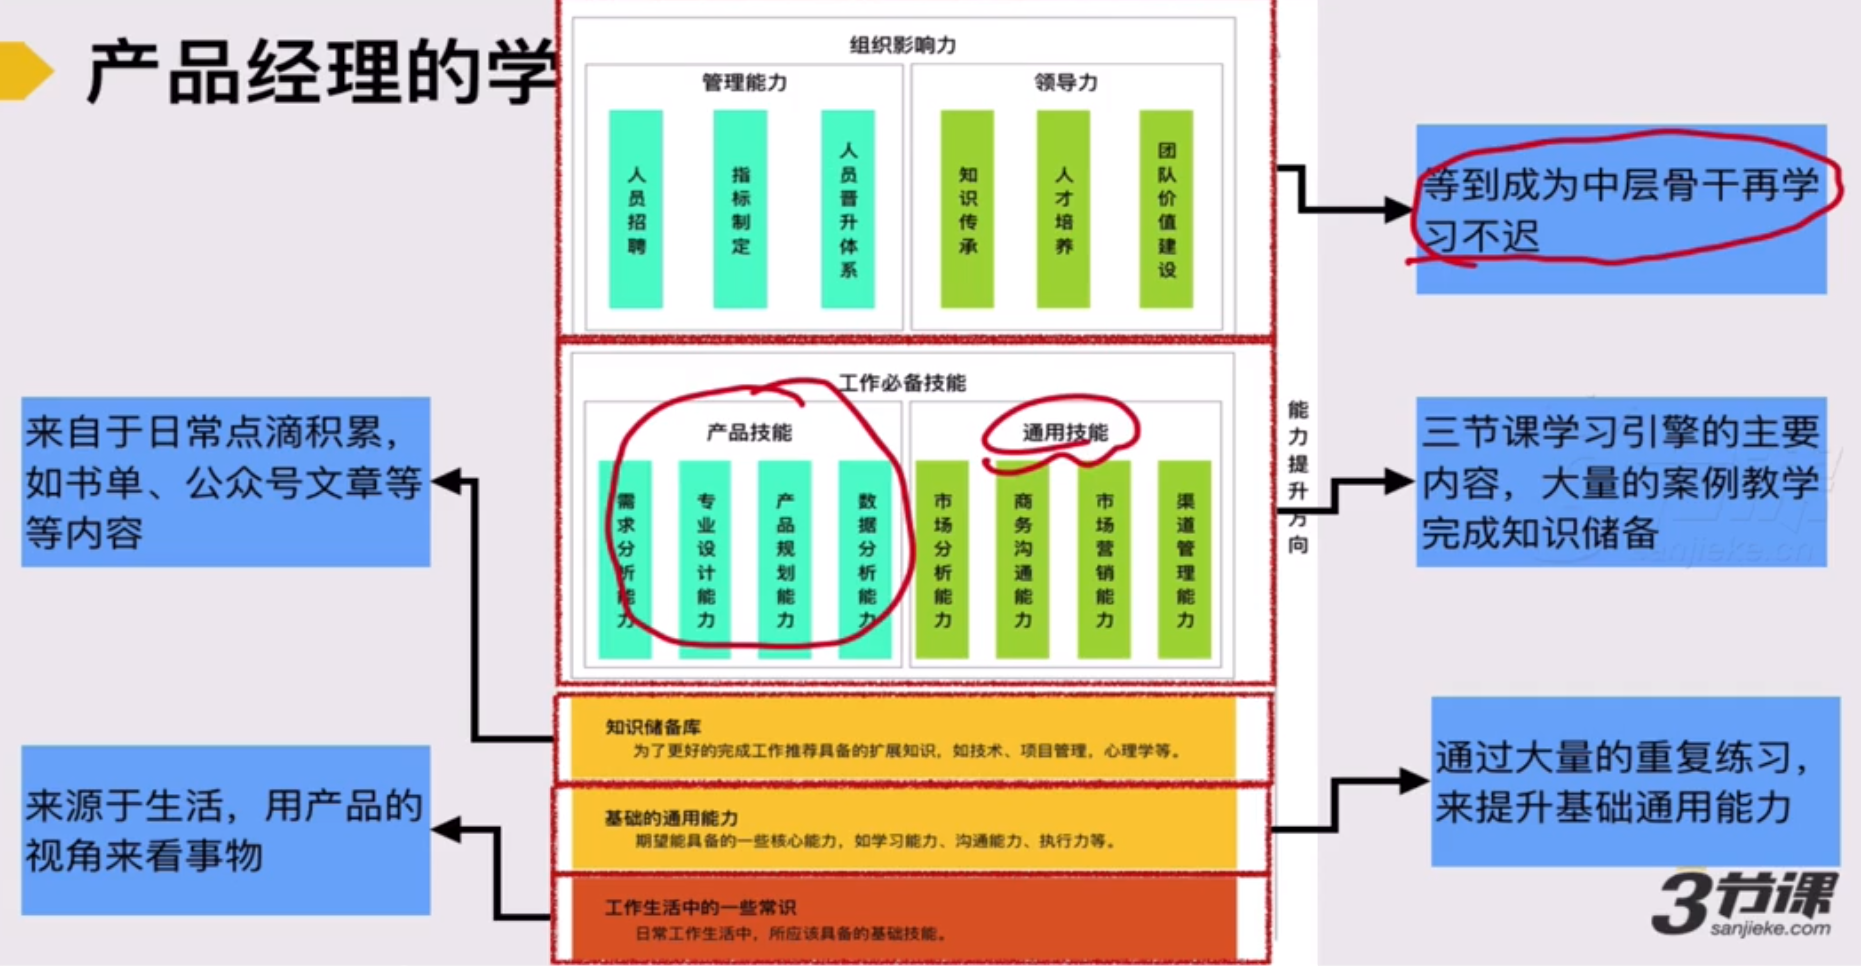 产品经理的学
组织影响力
管理能力
领导力
人员招聘
指标制定
人员晋升体系
知识传承
人才培养
团队价值建设
等到成为中层骨干再学
习不迟
工作必备技能
产品技能
通用技能
需求分析能力
专业设计能力
产品规划能力
数据分析能力
市场分析能力
商务沟通能力
市场营销能力
渠道管理能力
能力提升方向
来自于日常点滴积累，
如书单、公众号文章等
等内容
三节课学习引擎的主要
内容，大量的案例教学
完成知识储备
sanjieke.cn
知识储备库
为了更好的完成工作推荐具备的扩展知识，如技术、项目管理，心理学等。
基础的通用能力
期望能具备的一些核心能力，如学习能力、沟通能力、执行力等。
工作生活中的一些常识
日常工作生活中，所应该具备的基础技能。
来源于生活，用产品的
视角来看事物
通过大量的重复练习，
来提升基础通用能力
3节课
sanjieke.com